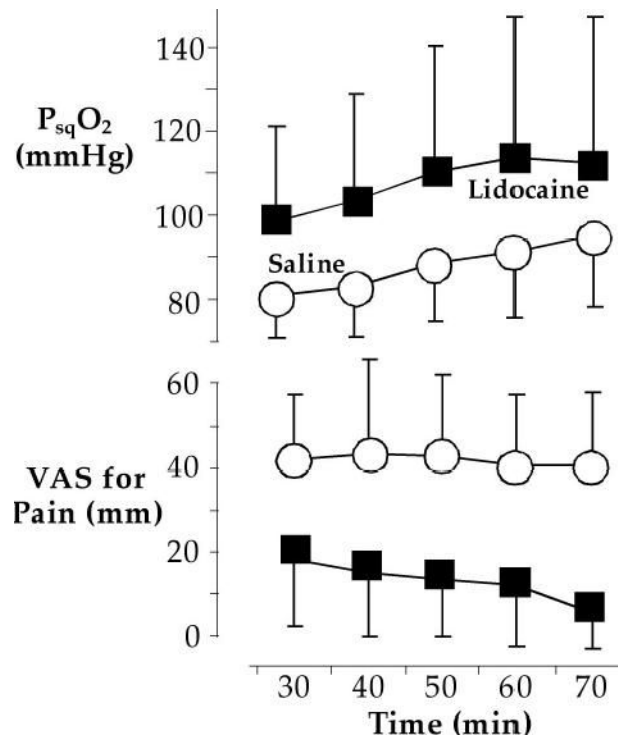 140
P_sqO_2
(mmHg)
120
100
80
Lidocaine
Saline
60
VAS for
Pain (mm)
40
20
0
30 40 50 60 70
Time (min)